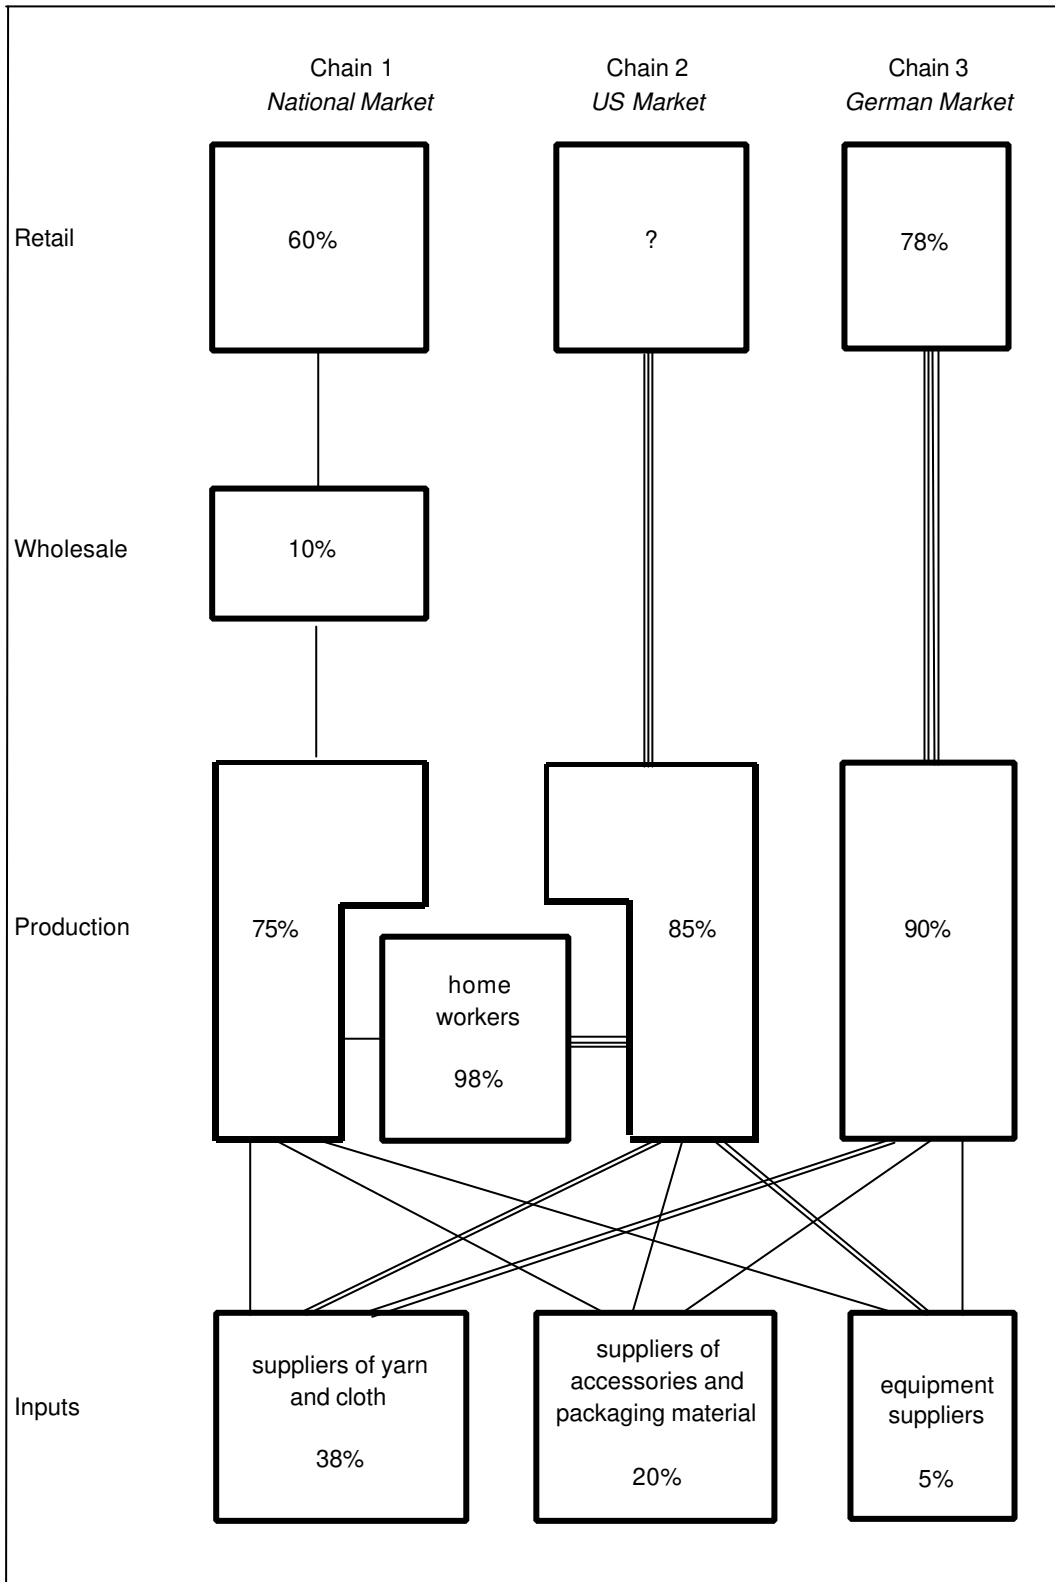 Chain 1
National Market
Chain 2
US Market
Chain 3
German Market
Retail
60%
?
78%
Wholesale
10%
Production
75%
home
workers
98%
85%
90%
Inputs
suppliers of yarn
and cloth
38%
suppliers of
accessories and
packaging material
20%
equipment
suppliers
5%